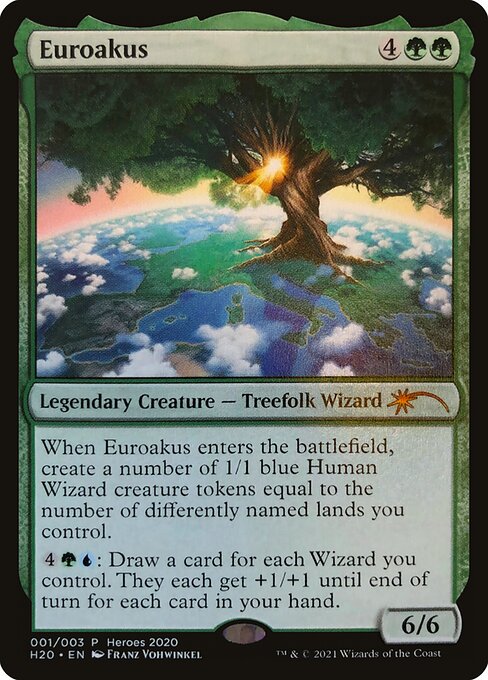 Euroakus 4
Legendary Creature — Treefolk Wizard
When Euroakus enters the battlefield,
create a number of 1/1 blue Human
Wizard creature tokens equal to the
number of differently named lands you
control.
4 : Draw a card for each Wizard you
control. They each get +1/+1 until end of
turn for each card in your hand.
6/6
001/003 P Heroes 2020
H20 • EN Franz Vohwinkel ™ & © 2021 Wizards of the Coast